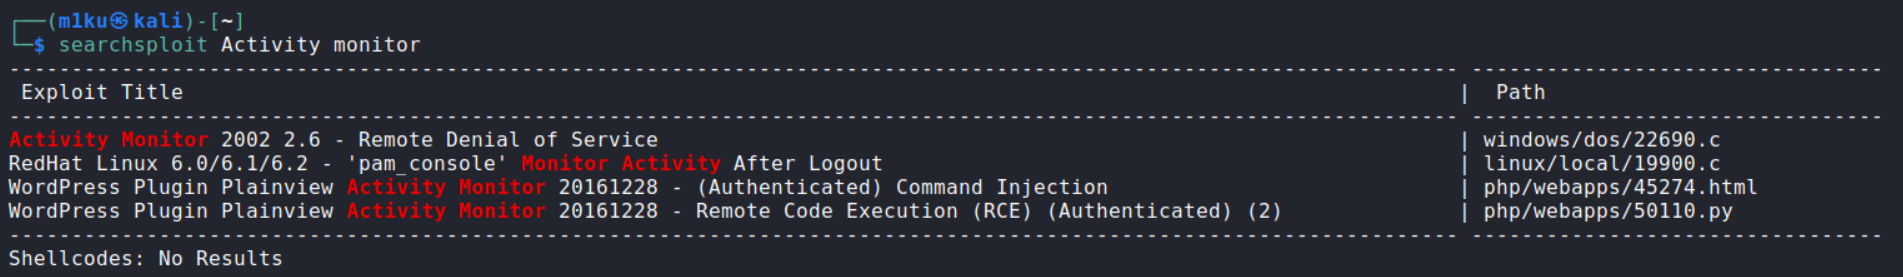 ┌──(m1ku㉿kali)-[~]
└─$ searchsploit Activity monitor
Exploit Title | Path
Activity Monitor 2002 2.6 - Remote Denial of Service | windows/dos/22690.c
RedHat Linux 6.0/6.1/6.2 - 'pam_console' Monitor Activity After Logout | linux/local/19900.c
WordPress Plugin Plainview Activity Monitor 20161228 - (Authenticated) Command Injection | php/webapps/45274.html
WordPress Plugin Plainview Activity Monitor 20161228 - Remote Code Execution (RCE) (Authenticated) (2) | php/webapps/50110.py
Shellcodes: No Results